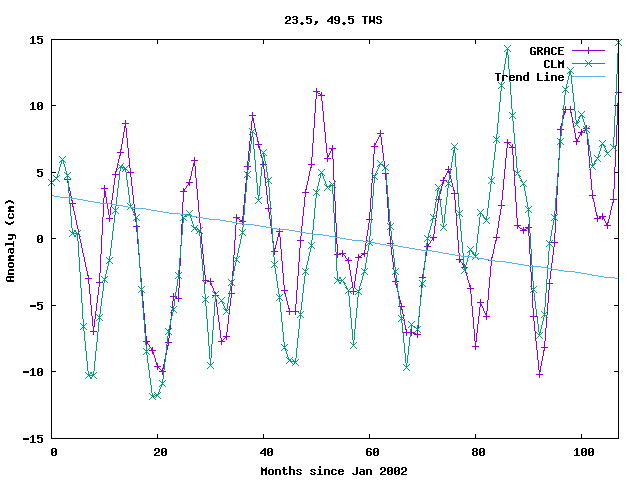 23.5, 49.5 TWS
GRACE
CLM
Trend Line
15
10
5
0
-5
-10
-15
Anomaly (cm)
0 20 40 60 80 100
Months since Jan 2002